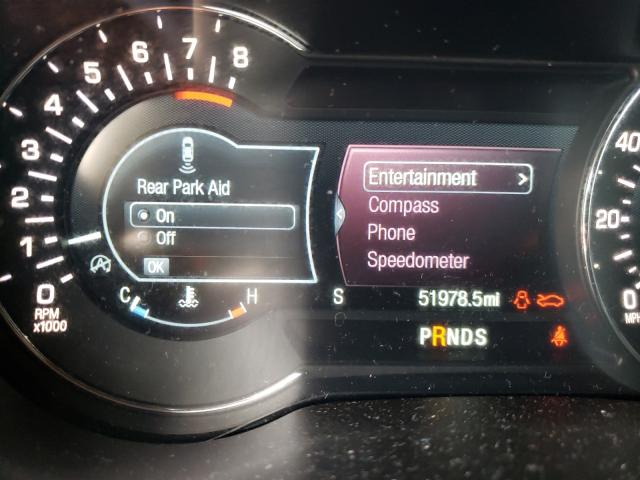 8
7
6
5
4
3
2
1
0
RPM
x1000
Rear Park Aid
On
Off
OK
C
H
Entertainment >
Compass
Phone
Speedometer
S
51978.5mi
PRNDS
40
20
0
MPH